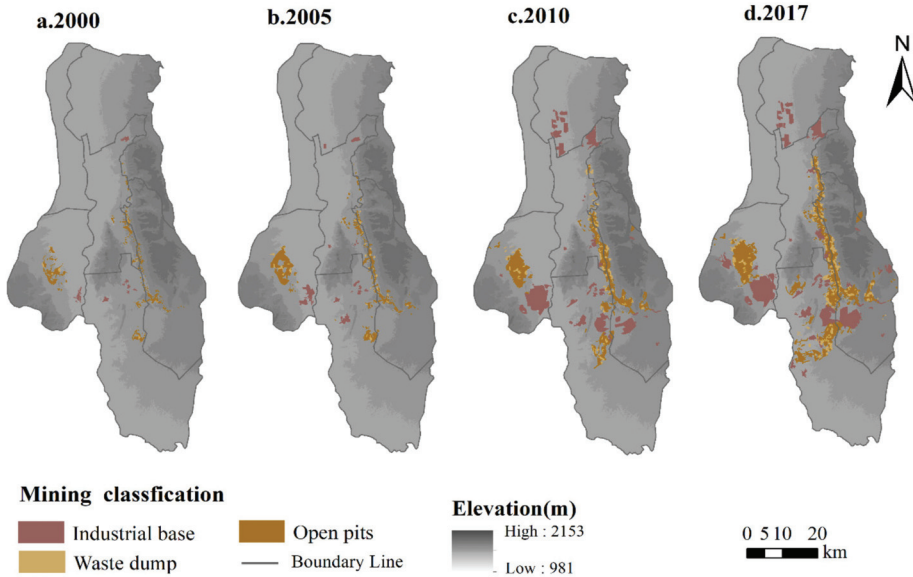 a.2000
b.2005
c.2010
d.2017
N
Mining classfication
Industrial base
Open pits
Waste dump
Boundary Line
Elevation(m)
High : 2153
Low : 981
0 5 10 20
km